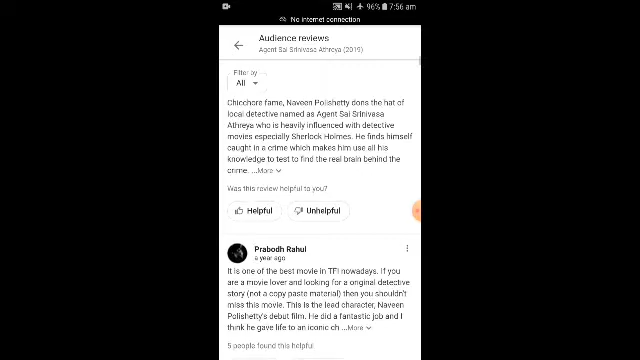 96% 7:56 am
No internet connection
Audience reviews
Agent Sai Srinivasa Athreya (2019)
Filter by
All
Chicchore fame, Naveen Polishetty dons the hat of
local detective named as Agent Sai Srinivasa
Athreya who is heavily influenced with detective
movies especially Sherlock Holmes. He finds himself
caught in a crime which makes him use all his
knowledge to test to find the real brain behind the
crime. ...More
Was this review helpful to you?
Helpful Unhelpful
Prabodh Rahul
a year ago
It is one of the best movie in TFI nowadays. If you
are a movie lover and looking for a original detective
story (not a copy paste material) then you shouldn't
miss this movie. This is the lead character, Naveen
Polishetty's debut film. He did a fantastic job and I
think he gave life to an iconic ch ...More
5 people found this helpful